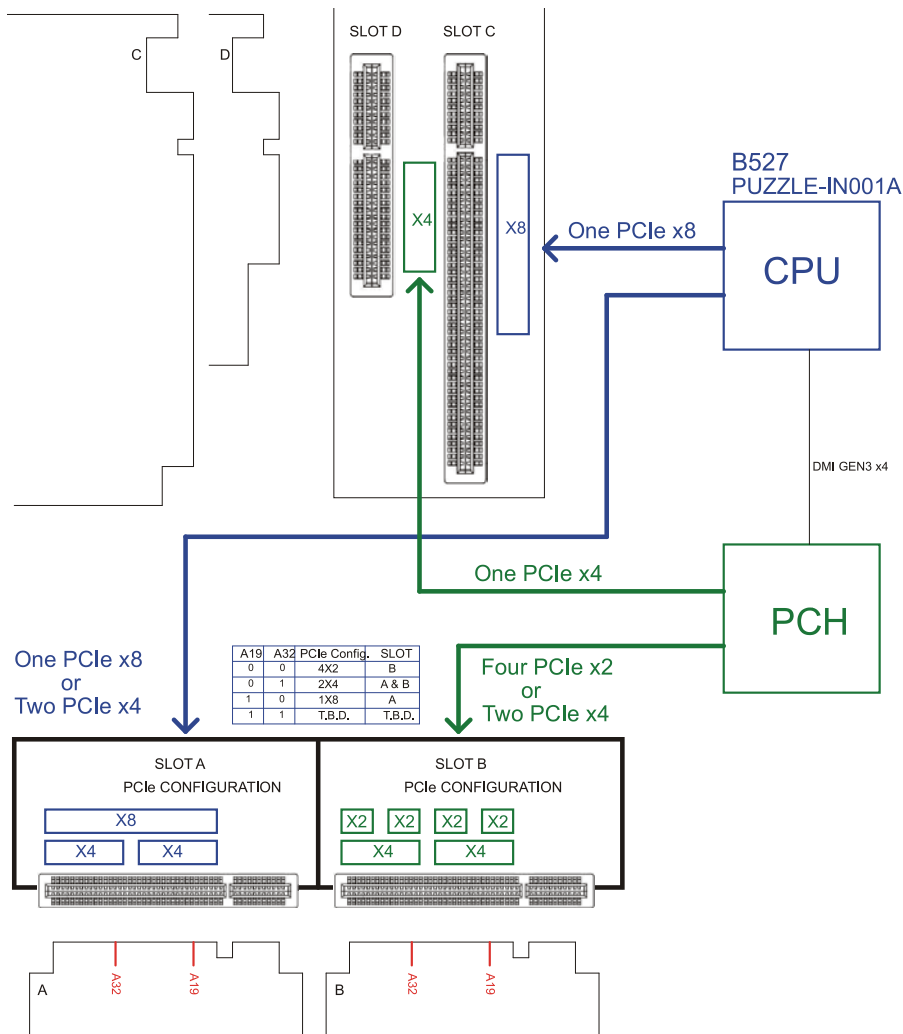 SLOT D
SLOT C
C
D
X4
X8
B527
PUZZLE-IN001A
One PCIe x8
CPU
DMI GEN3 x4
One PCIe x4
PCH
One PCIe x8
or
Two PCIe x4
A19 A32 PCIe Config. SLOT
0 0 4X2 B
0 1 2X4 A & B
1 0 1X8 A
1 1 T.B.D. T.B.D.
Four PCIe x2
or
Two PCIe x4
SLOT A
PCIe CONFIGURATION
X8
X4 X4
SLOT B
PCIe CONFIGURATION
X2 X2 X2 X2
X4 X4
A
A32
A19
B
A32
A19